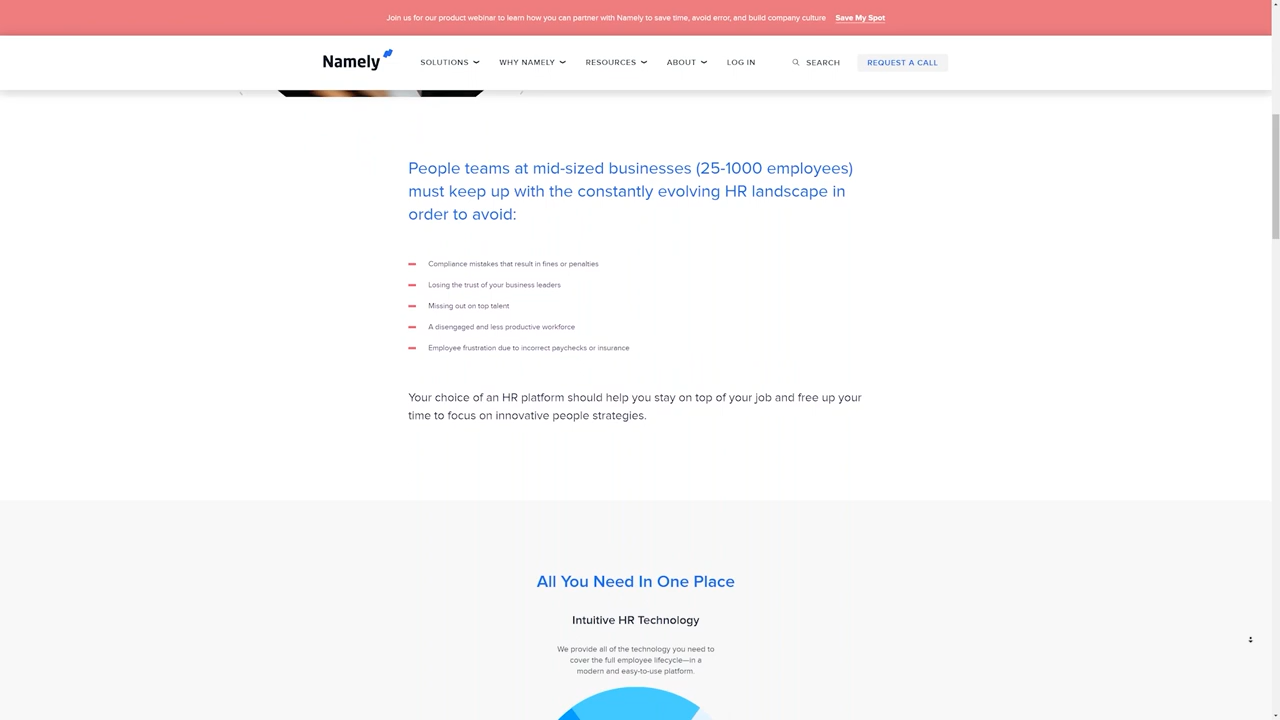 Join us for our product webinar to learn how you can partner with Namely to save time, avoid error, and build company culture Save My Spot
Namely SOLUTIONS WHY NAMELY RESOURCES ABOUT LOG IN SEARCH REQUEST A CALL
People teams at mid-sized businesses (25-1000 employees)
must keep up with the constantly evolving HR landscape in
order to avoid:
Compliance mistakes that result in fines or penalties
Losing the trust of your business leaders
Missing out on top talent
A disengaged and less productive workforce
Employee frustration due to incorrect paychecks or insurance
Your choice of an HR platform should help you stay on top of your job and free up your
time to focus on innovative people strategies.
All You Need In One Place
Intuitive HR Technology
We provide all of the technology you need to
cover the full employee lifecycle—in a
modern and easy-to-use platform.